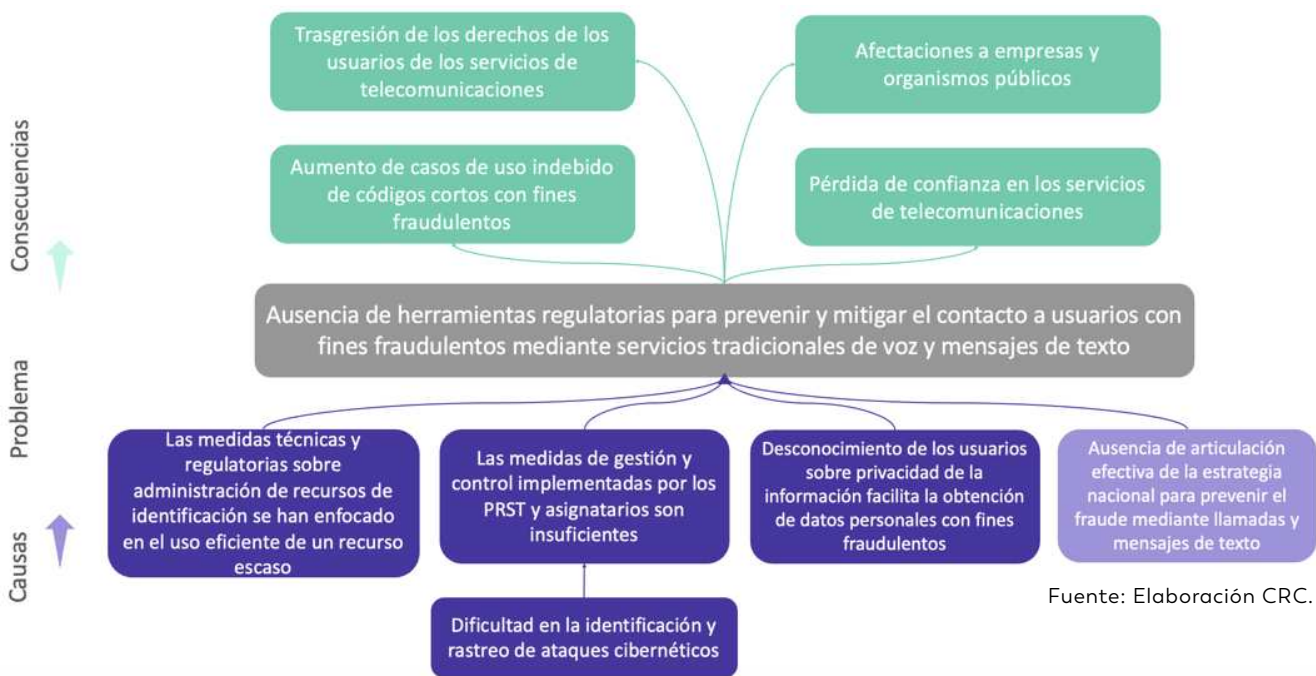 Trasgresión de los derechos de los
usuarios de los servicios de
telecomunicaciones
Afectaciones a empresas y
organismos públicos
Aumento de casos de uso indebido
de códigos cortos con fines
fraudulentos
Pérdida de confianza en los servicios
de telecomunicaciones
Consecuencias
Ausencia de herramientas regulatorias para prevenir y mitigar el contacto a usuarios con
fines fraudulentos mediante servicios tradicionales de voz y mensajes de texto
Problema
Las medidas técnicas y
regulatorias sobre
administración de recursos de
identificación se han enfocado
en el uso eficiente de un recurso
escaso
Las medidas de gestión y
control implementadas por los
PRST y asignatarios son
insuficientes
Desconocimiento de los usuarios
sobre privacidad de la
información facilita la obtención
de datos personales con fines
fraudulentos
Ausencia de articulación
efectiva de la estrategia
nacional para prevenir el
fraude mediante llamadas y
mensajes de texto
Causas
Dificultad en la identificación y
rastreo de ataques cibernéticos
Fuente: Elaboración CRC.